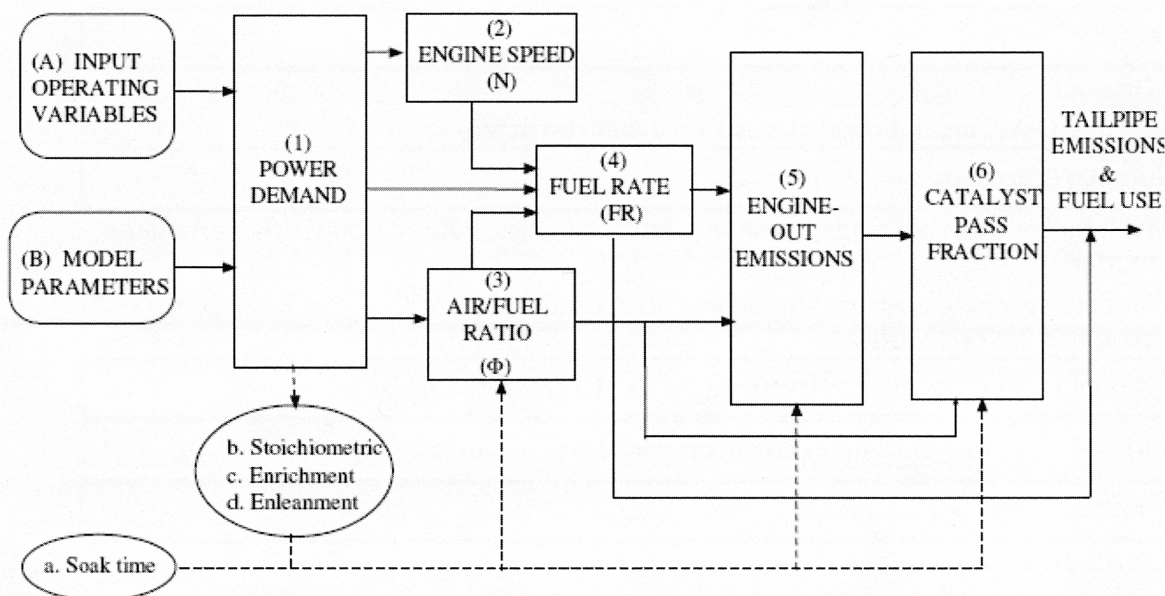 (A) INPUT
OPERATING
VARIABLES
(B) MODEL
PARAMETERS
(1)
POWER
DEMAND
(2)
ENGINE SPEED
(N)
(3)
AIR/FUEL
RATIO
(Φ)
(4)
FUEL RATE
(FR)
(5)
ENGINE-
OUT
EMISSIONS
(6)
CATALYST
PASS
FRACTION
TAILPIPE
EMISSIONS
&
FUEL USE
b. Stoichiometric
c. Enrichment
d. Enleanment
a. Soak time